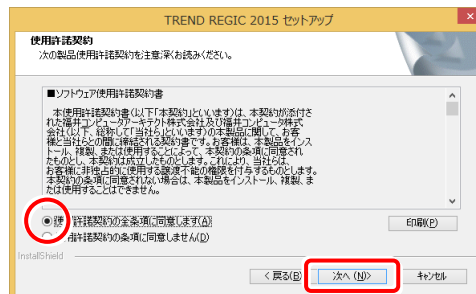 TREND REGIC 2015 セットアップ
使用許諾契約
次の製品使用許諾契約を注意深くお読みください。
■ソフトウェア使用許諾契約書
本使用許諾契約書(以下「本契約」といいます)は、本契約が添付さ
れた福井コンピュータアーキテクト株式会社及び福井コンピュータ株式
会社(以下、総称して「当社ら」といいます)の本製品に関して、お客
様と当社らとの間に締結される契約書です。お客様は、本製品をインス
トール、複製、または使用することによって、本契約の条項に同意され
たものとし、本契約は成立したものとします。これにより、当社らは、
お客様に非独占的に使用する譲渡不能の権限を付与するものとします。
本契約の条項に同意されない場合は、本製品をインストール、複製、ま
たは使用することはできません。
使用許諾契約の全条項に同意します(A)
用許諾契約の条項に同意しません(D)
印刷(P)
InstallShield
< 戻る(B)
次へ (N)>
キャンセル